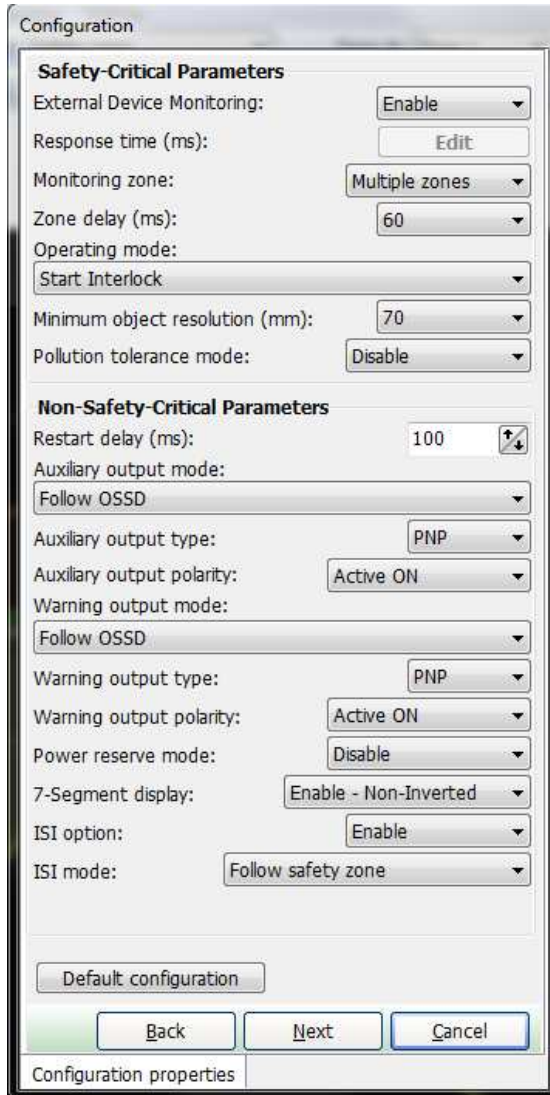 Configuration
Safety-Critical Parameters
External Device Monitoring: Enable
Response time (ms): Edit
Monitoring zone: Multiple zones
Zone delay (ms): 60
Operating mode:
Start Interlock
Minimum object resolution (mm): 70
Pollution tolerance mode: Disable
Non-Safety-Critical Parameters
Restart delay (ms): 100
Auxiliary output mode:
Follow OSSD
Auxiliary output type: PNP
Auxiliary output polarity: Active ON
Warning output mode:
Follow OSSD
Warning output type: PNP
Warning output polarity: Active ON
Power reserve mode: Disable
7-Segment display: Enable - Non-Inverted
ISI option: Enable
ISI mode: Follow safety zone
Default configuration
Back Next Cancel
Configuration properties